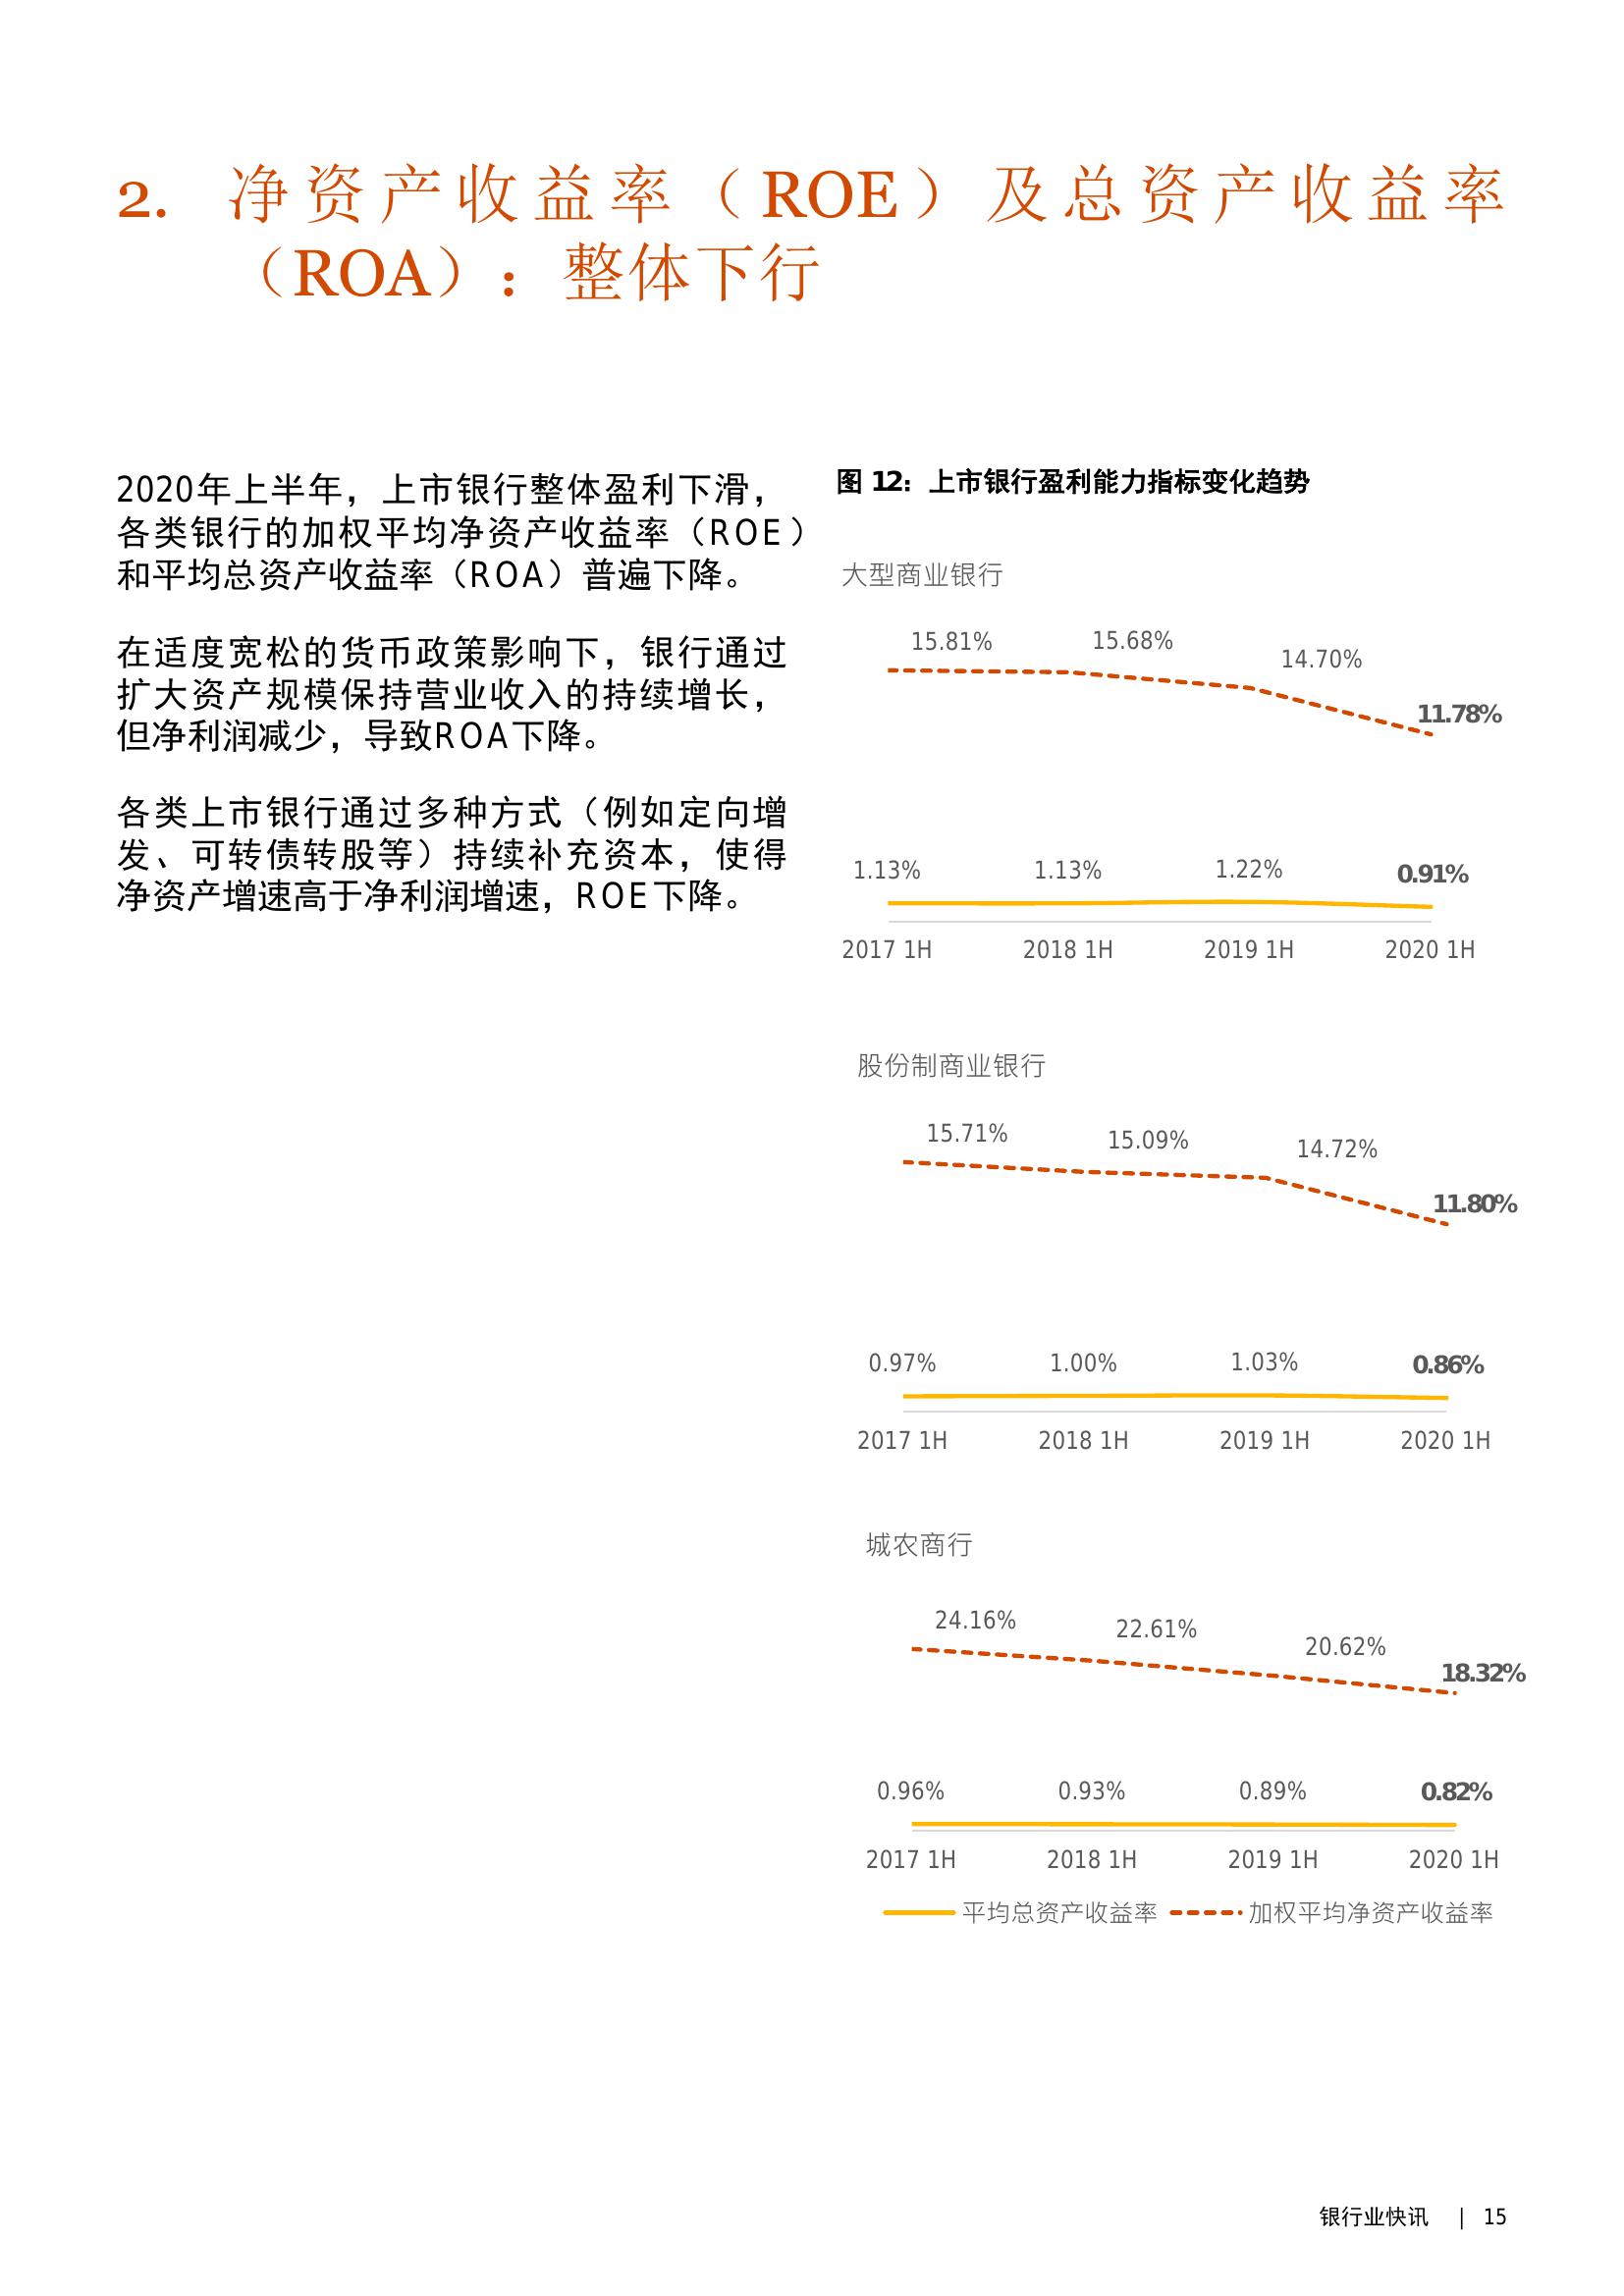 2. 净资产收益率（ROE）及总资产收益率
（ROA）：整体下行
2020年上半年，上市银行整体盈利下滑，
各类银行的加权平均净资产收益率（ROE）
和平均总资产收益率（ROA）普遍下降。
在适度宽松的货币政策影响下，银行通过
扩大资产规模保持营业收入的持续增长，
但净利润减少，导致ROA下降。
各类上市银行通过多种方式（例如定向增
发、可转债转股等）持续补充资本，使得
净资产增速高于净利润增速，ROE下降。
图 12：上市银行盈利能力指标变化趋势
大型商业银行
15.81% 15.68% 14.70% 11.78%
1.13% 1.13% 1.22% 0.91%
2017 1H 2018 1H 2019 1H 2020 1H
股份制商业银行
15.71% 15.09% 14.72% 11.80%
0.97% 1.00% 1.03% 0.86%
2017 1H 2018 1H 2019 1H 2020 1H
城农商行
24.16% 22.61% 20.62% 18.32%
0.96% 0.93% 0.89% 0.82%
2017 1H 2018 1H 2019 1H 2020 1H
平均总资产收益率 加权平均净资产收益率
银行业快讯 | 15